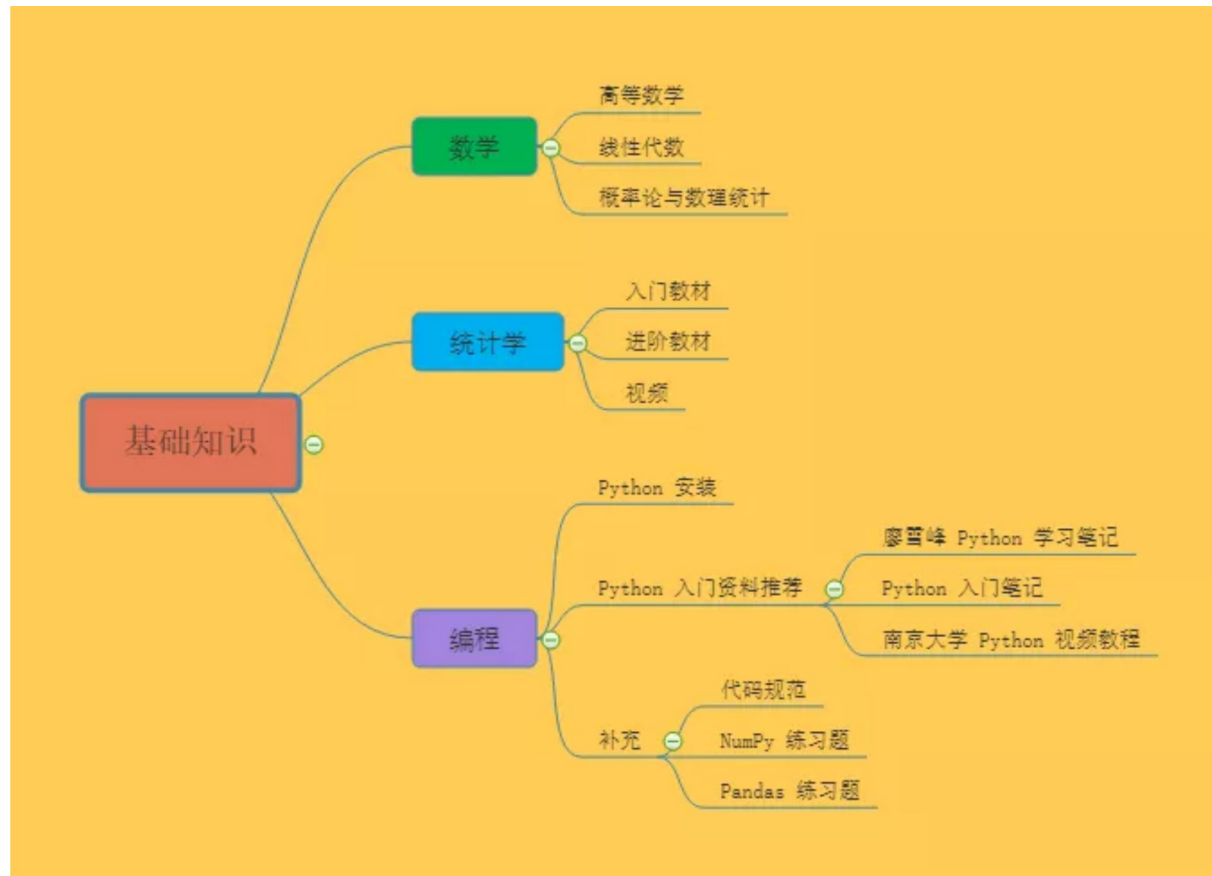 基础知识
数学
高等数学
线性代数
概率论与数理统计
统计学
入门教材
进阶教材
视频
编程
Python 安装
Python 入门资料推荐
廖雪峰 Python 学习笔记
Python 入门笔记
南京大学 Python 视频教程
补充
代码规范
NumPy 练习题
Pandas 练习题